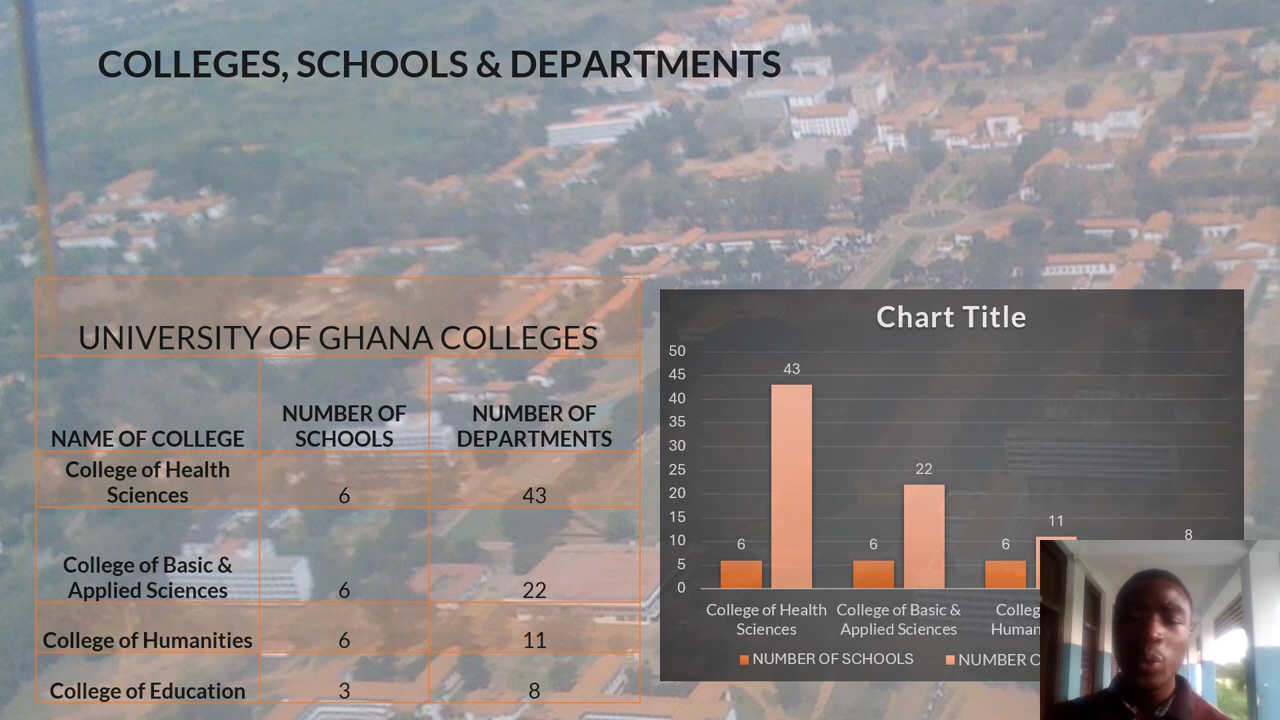 COLLEGES, SCHOOLS & DEPARTMENTS
UNIVERSITY OF GHANA COLLEGES
NAME OF COLLEGE
NUMBER OF
SCHOOLS
NUMBER OF
DEPARTMENTS
College of Health
Sciences
6
43
College of Basic &
Applied Sciences
6
22
College of Humanities
6
11
College of Education
3
8
Chart Title
50
45
40
35
30
25
20
15
10
5
0
6
43
6
22
6
11
8
College of Health
Sciences
College of Basic &
Applied Sciences
NUMBER OF SCHOOLS
NUMBER